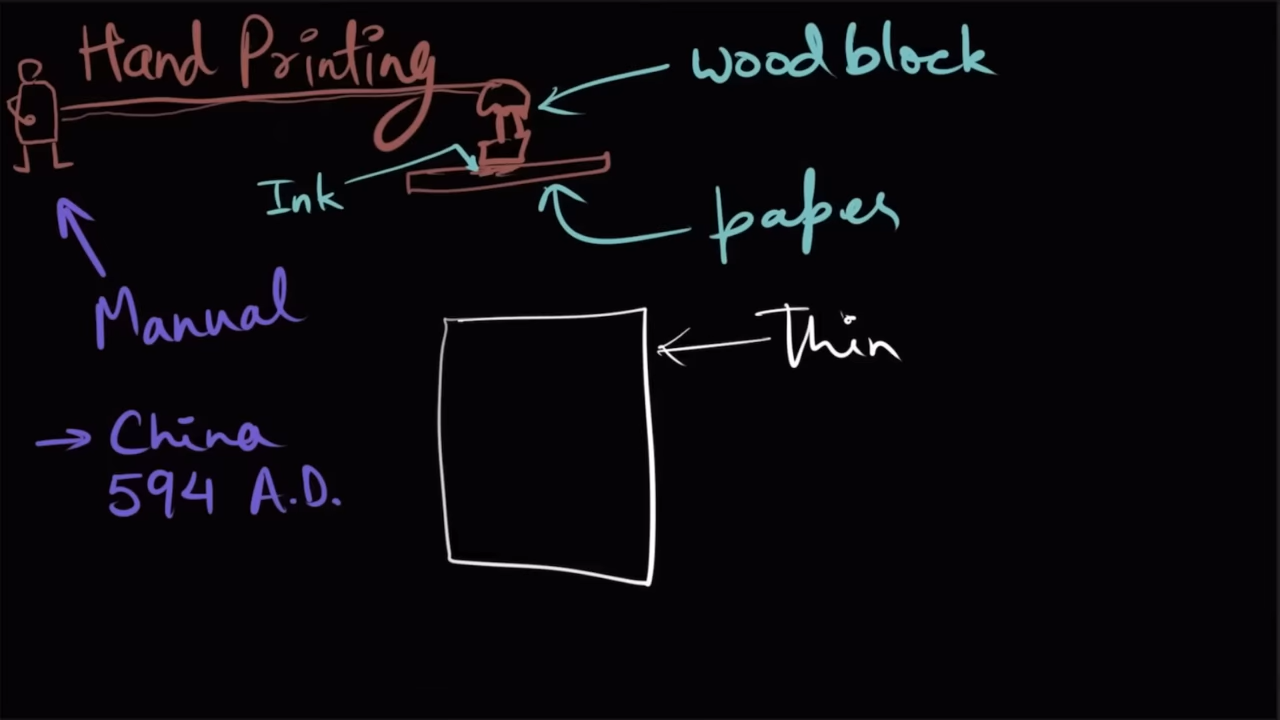 Hand Printing
wood block
Ink
paper
Manual
Thin
→ China
594 A.D.